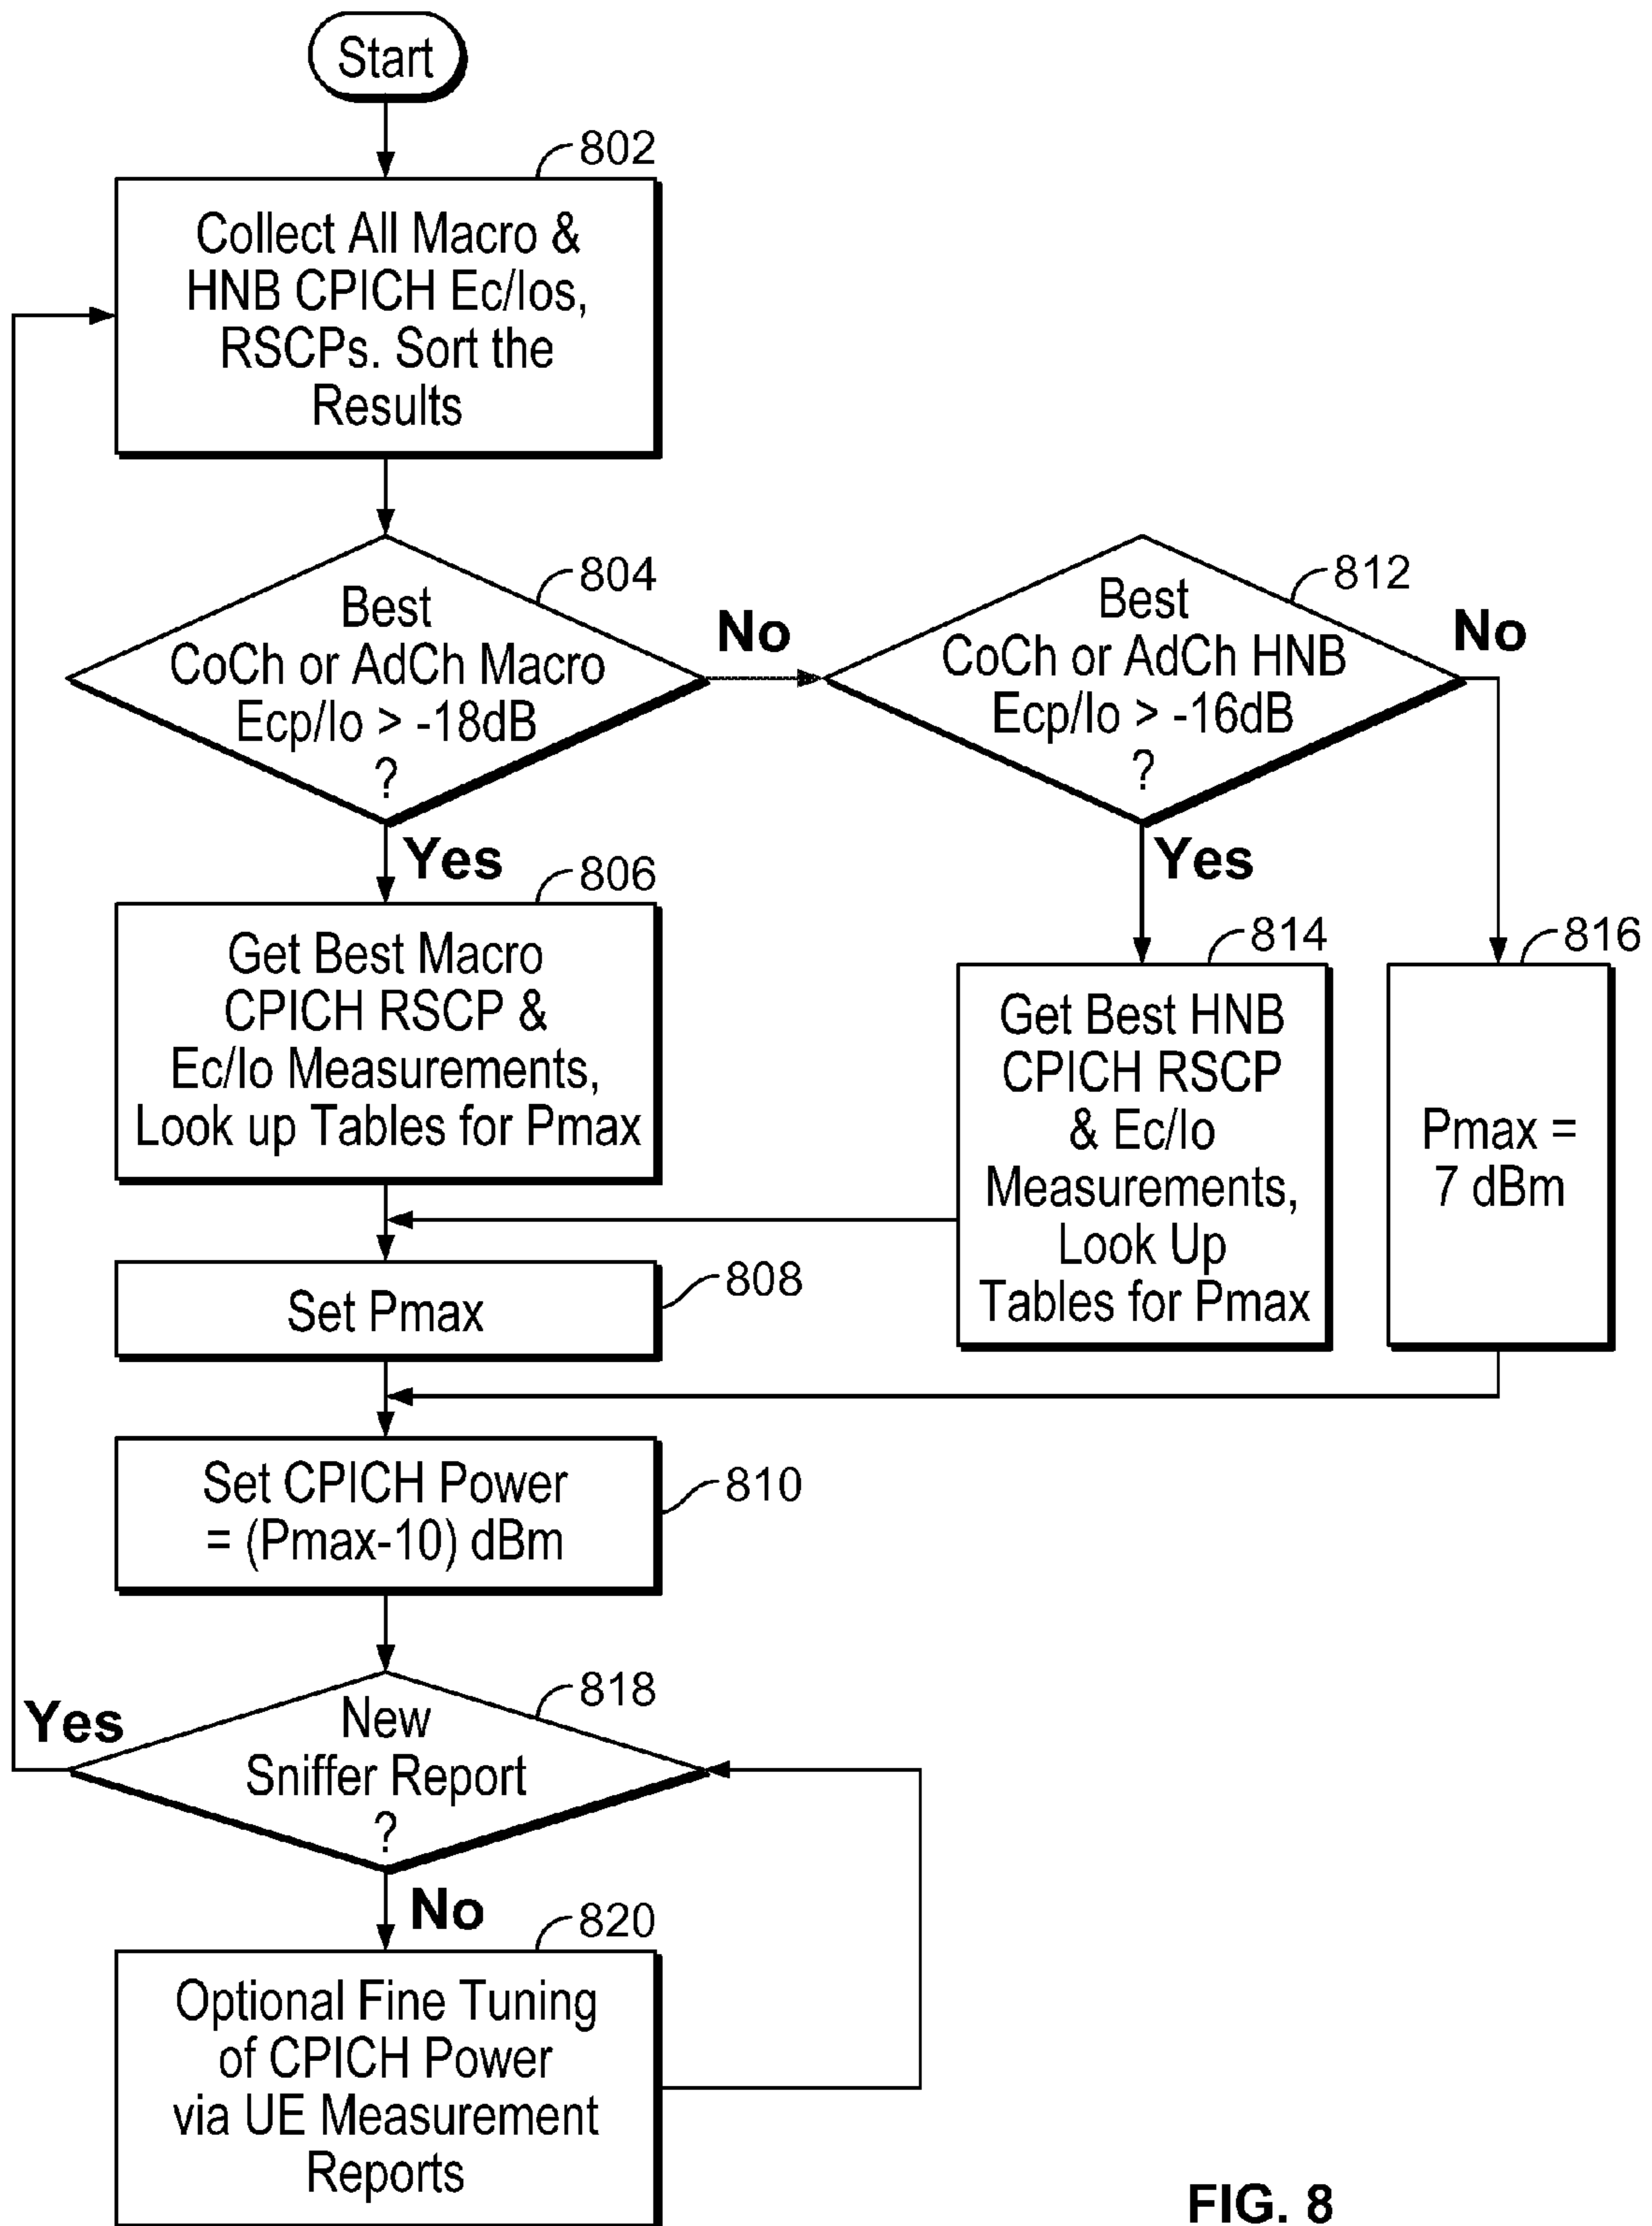 Start
802
Collect All Macro &
HNB CPICH Ec/Ios,
RSCPs. Sort the
Results
804
Best
CoCh or AdCh Macro
Ecp/Io > -18dB
?
No
Yes
812
Best
CoCh or AdCh HNB
Ecp/Io > -16dB
?
No
Yes
806
Get Best Macro
CPICH RSCP &
Ec/Io Measurements,
Look up Tables for Pmax
814
Get Best HNB
CPICH RSCP
& Ec/Io
Measurements,
Look Up
Tables for Pmax
816
Pmax =
7 dBm
Set Pmax
808
Set CPICH Power
= (Pmax-10) dBm
810
818
New
Sniffer Report
?
Yes
No
820
Optional Fine Tuning
of CPICH Power
via UE Measurement
Reports
FIG. 8